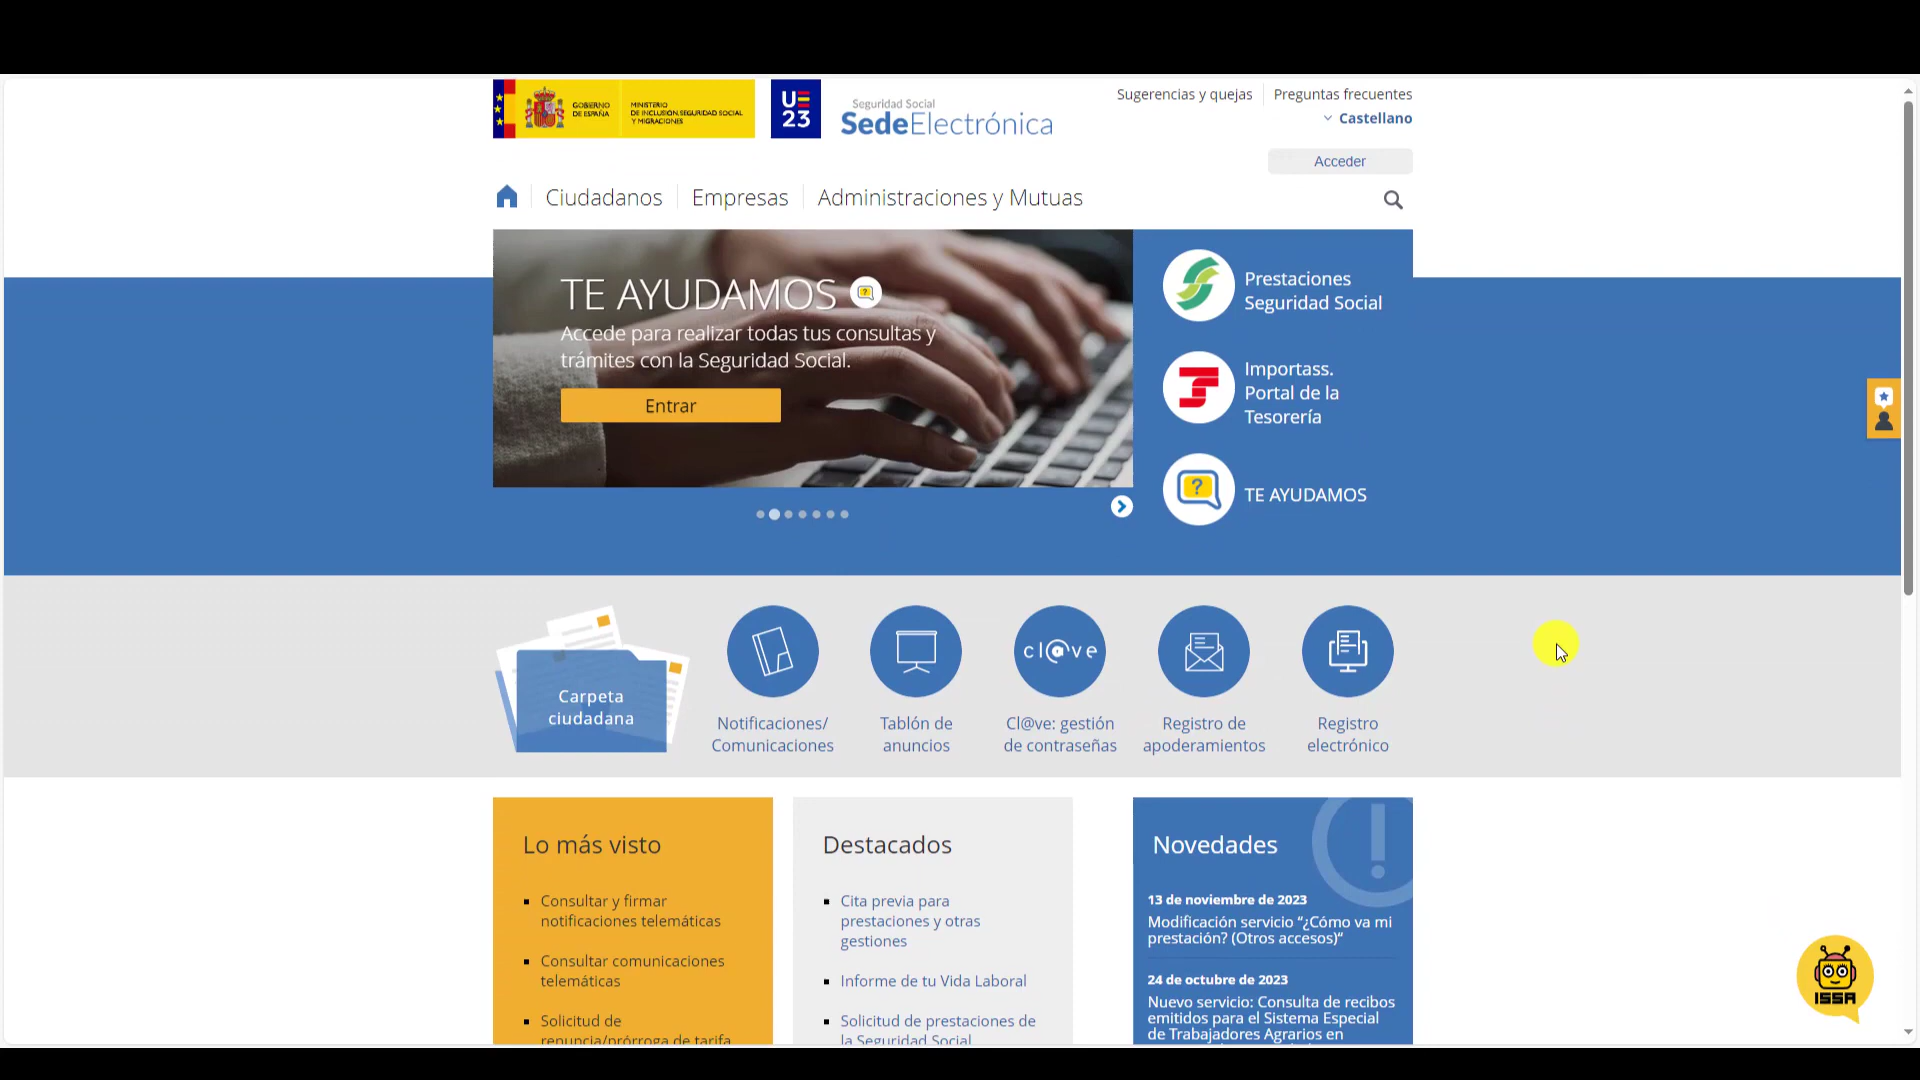 GOBIERNO
DE ESPAÑA
MINISTERIO
DE INCLUSIÓN, SEGURIDAD SOCIAL
Y MIGRACIONES
UE
23
Seguridad Social
SedeElectrónica
Sugerencias y quejas
Preguntas frecuentes
Castellano
Acceder
Ciudadanos
Empresas
Administraciones y Mutuas
TE AYUDAMOS
Accede para realizar todas tus consultas y
trámites con la Seguridad Social.
Entrar
Prestaciones
Seguridad Social
Importass.
Portal de la
Tesorería
TE AYUDAMOS
Carpeta
ciudadana
Notificaciones/
Comunicaciones
Tablón de
anuncios
cl@ve
Cl@ve: gestión
de contraseñas
Registro de
apoderamientos
Registro
electrónico
Lo más visto
Consultar y firmar
notificaciones telemáticas
Consultar comunicaciones
telemáticas
Solicitud de
renuncia/prórroga de tarifa
Destacados
Cita previa para
prestaciones y otras
gestiones
Informe de tu Vida Laboral
Solicitud de prestaciones de
la Seguridad Social
Novedades
13 de noviembre de 2023
Modificación servicio “¿Cómo va mi
prestación? (Otros accesos)“
24 de octubre de 2023
Nuevo servicio: Consulta de recibos
emitidos para el Sistema Especial
de Trabajadores Agrarios en
ISSA